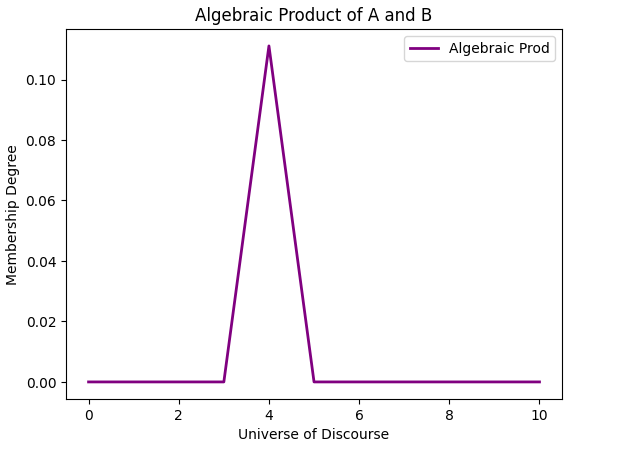 Algebraic Product of A and B
Algebraic Prod
Membership Degree
0.10
0.08
0.06
0.04
0.02
0.00
0 2 4 6 8 10
Universe of Discourse